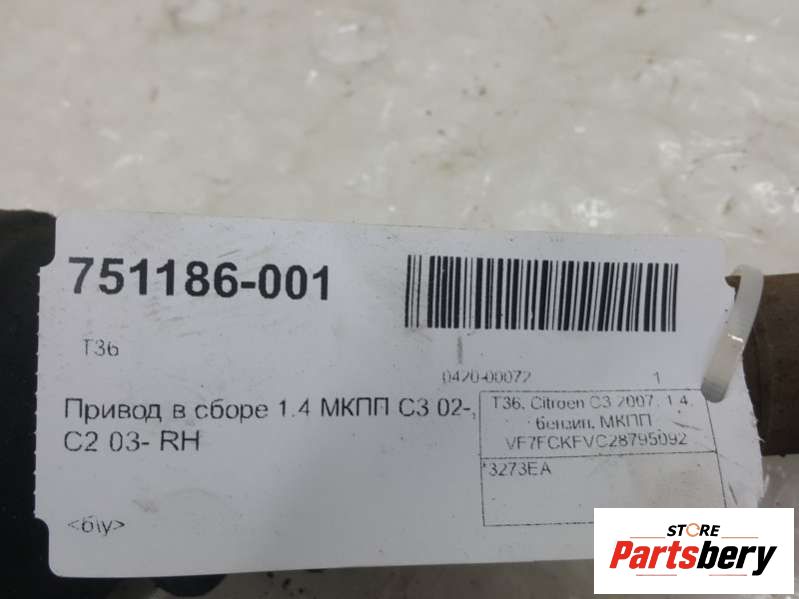 751186-001
T36
0420-00072 1
Привод в сборе 1.4 МКПП C3 02-,
C2 03- RH
T36, Citroen C3 2007, 1.4,
бензин, МКПП
VF7FCKFVC28795092
*3273EA
<б\у>
STORE
Partsbery